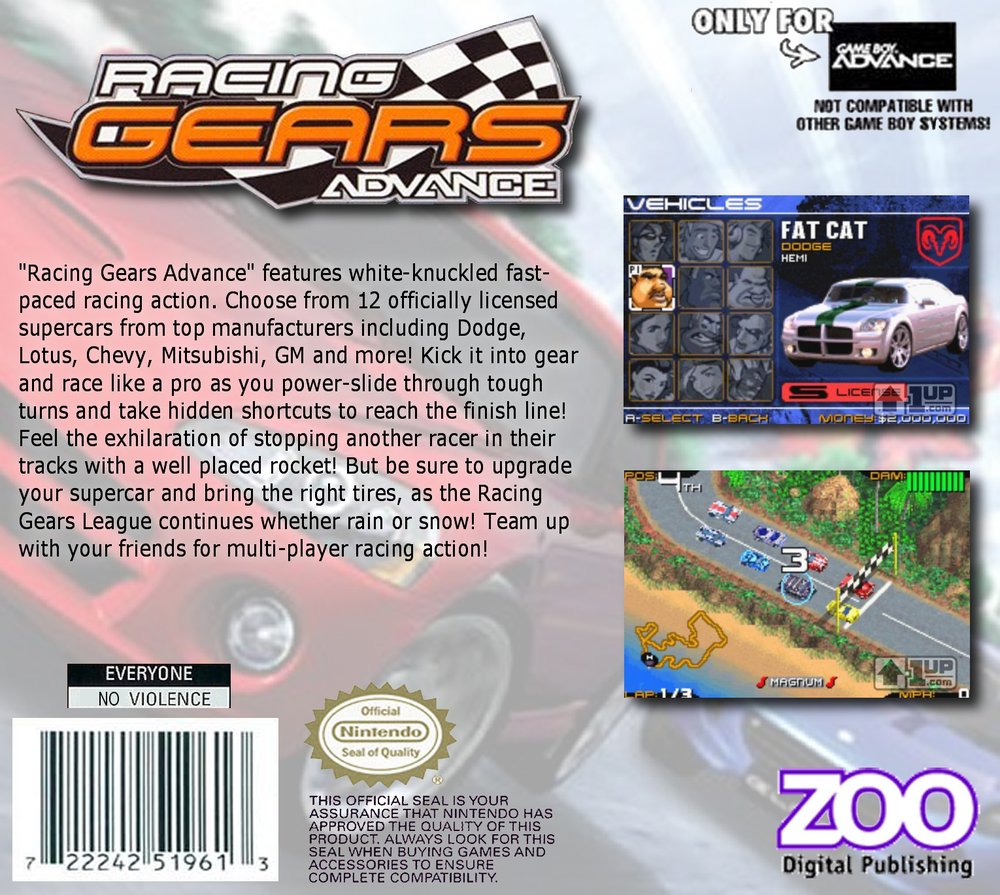 RACING
GEARS
ADVANCE
ONLY FOR
GAME BOY
ADVANCE
NOT COMPATIBLE WITH
OTHER GAME BOY SYSTEMS!
"Racing Gears Advance" features white-knuckled fast-
paced racing action. Choose from 12 officially licensed
supercars from top manufacturers including Dodge,
Lotus, Chevy, Mitsubishi, GM and more! Kick it into gear
and race like a pro as you power-slide through tough
turns and take hidden shortcuts to reach the finish line!
Feel the exhilaration of stopping another racer in their
tracks with a well placed rocket! But be sure to upgrade
your supercar and bring the right tires, as the Racing
Gears League continues whether rain or snow! Team up
with your friends for multi-player racing action!
VEHICLES
FAT CAT
DODGE
HEMI
P1
S LICENSE
1UP
.com
A-SELECT B-BACK MONEY:$2,000,000
POS: 4TH DAM:
3
MAGNUM
1UP
.com
LAP:1/3 MPH: 0
EVERYONE
NO VIOLENCE
7 22242 51961 3
Official
Nintendo
Seal of Quality
®
THIS OFFICIAL SEAL IS YOUR
ASSURANCE THAT NINTENDO HAS
APPROVED THE QUALITY OF THIS
PRODUCT. ALWAYS LOOK FOR THIS
SEAL WHEN BUYING GAMES AND
ACCESSORIES TO ENSURE
COMPLETE COMPATIBILITY.
ZOO
Digital Publishing